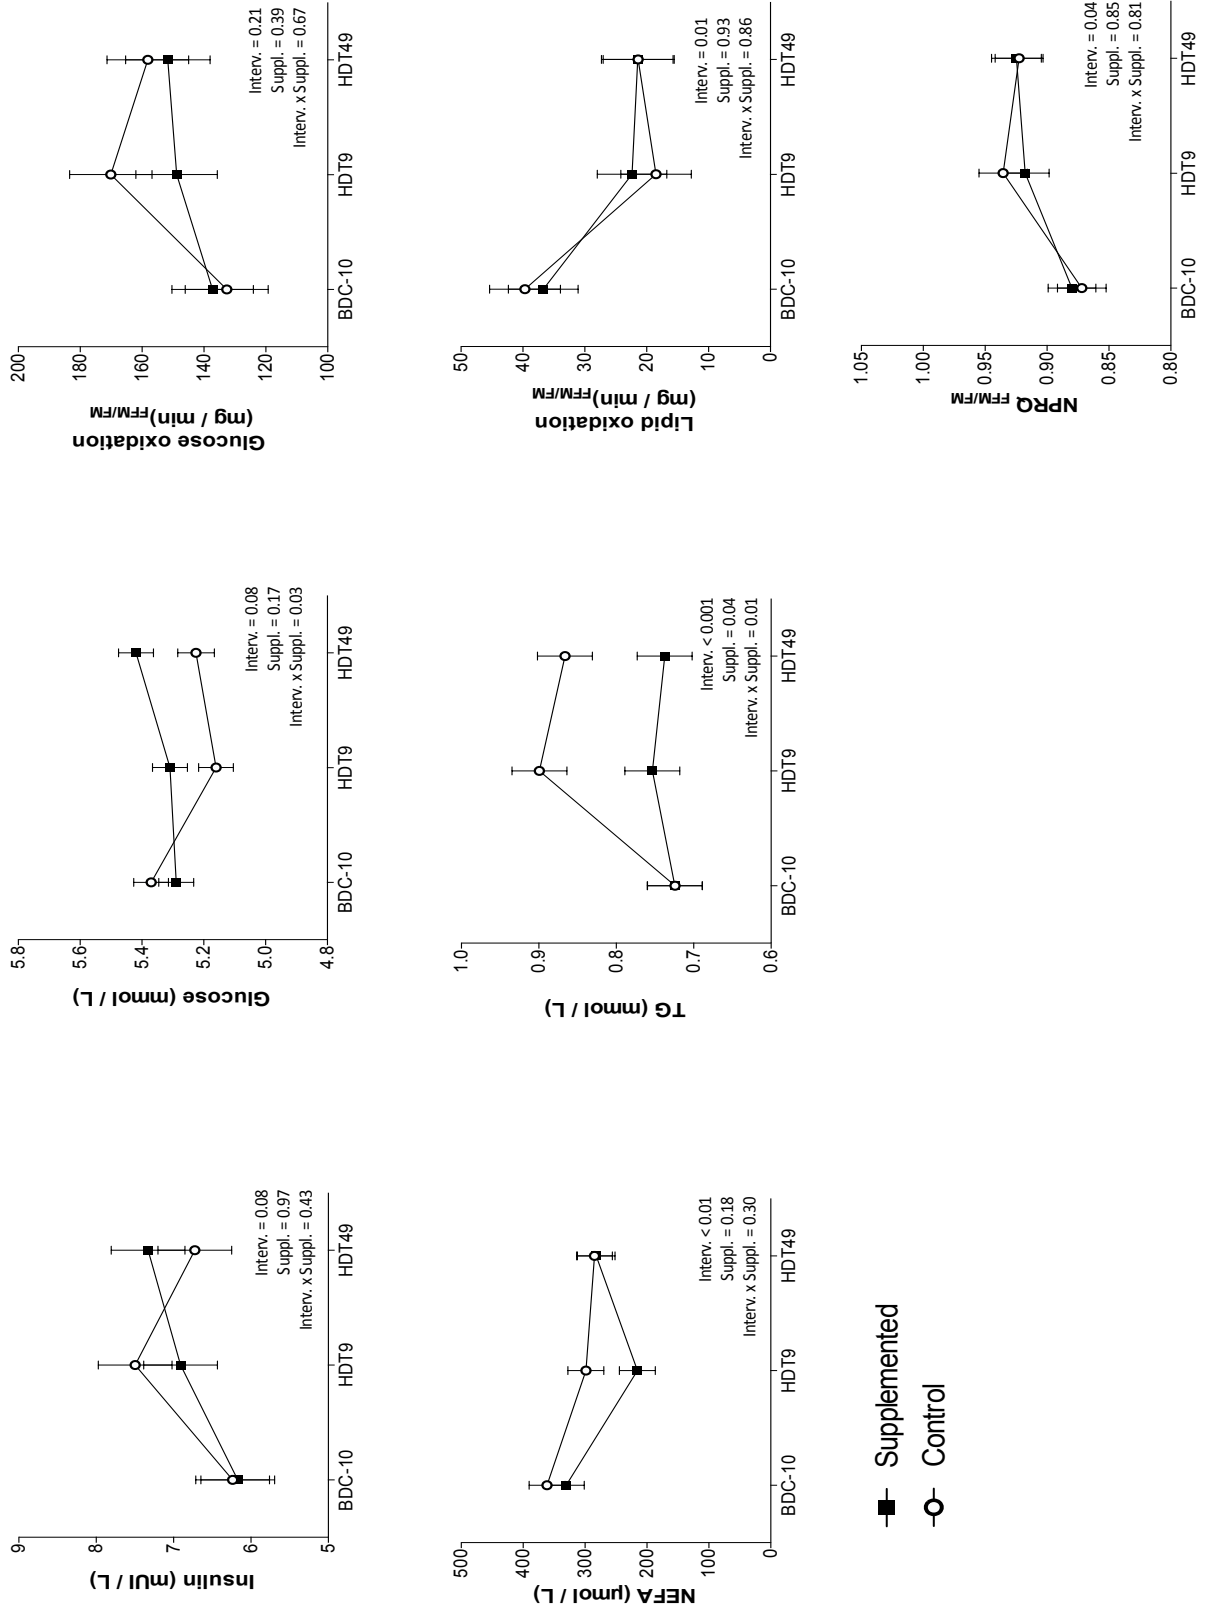 Insulin (mUI / L)
9
8
7
6
5
BDC-10
HDT9
HDT49
Interv. = 0.08
Suppl. = 0.97
Interv. x Suppl. = 0.43
Glucose (mmol / L)
5.8
5.6
5.4
5.2
5.0
4.8
BDC-10
HDT9
HDT49
Interv. = 0.08
Suppl. = 0.17
Interv. x Suppl. = 0.03
Glucose oxidation
(mg / min)FFM/FM
200
180
160
140
120
100
BDC-10
HDT9
HDT49
Interv. = 0.21
Suppl. = 0.39
Interv. x Suppl. = 0.67
NEFA (µmol / L)
500
400
300
200
100
0
BDC-10
HDT9
HDT49
Interv. < 0.01
Suppl. = 0.18
Interv. x Suppl. = 0.30
TG (mmol / L)
1.0
0.9
0.8
0.7
0.6
BDC-10
HDT9
HDT49
Interv. < 0.001
Suppl. = 0.04
Interv. x Suppl. = 0.01
Lipid oxidation
(mg / min)FFM/FM
50
40
30
20
10
0
BDC-10
HDT9
HDT49
Interv. = 0.01
Suppl. = 0.93
Interv. x Suppl. = 0.86
Supplemented
Control
NPRQ FFM/FM
1.05
1.00
0.95
0.90
0.85
0.80
BDC-10
HDT9
HDT49
Interv. = 0.04
Suppl. = 0.85
Interv. x Suppl. = 0.81